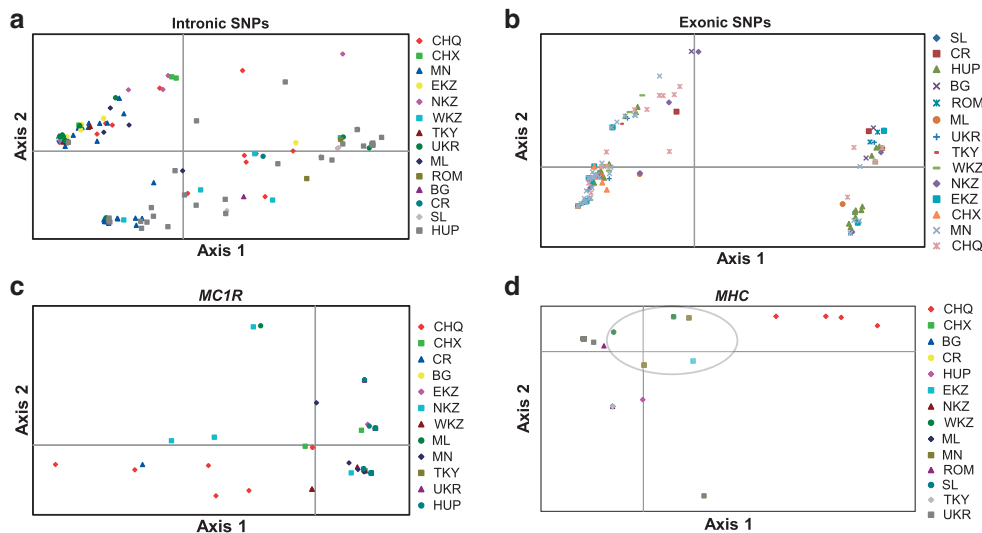 a
Intronic SNPs
Axis 2
Axis 1
CHQ
CHX
MN
EKZ
NKZ
WKZ
TKY
UKR
ML
ROM
BG
CR
SL
HUP
b
Exonic SNPs
Axis 2
Axis 1
SL
CR
HUP
BG
ROM
ML
UKR
TKY
WKZ
NKZ
EKZ
CHX
MN
CHQ
c
MC1R
Axis 2
Axis 1
CHQ
CHX
CR
BG
EKZ
NKZ
WKZ
ML
MN
TKY
UKR
HUP
d
MHC
Axis 2
Axis 1
CHQ
CHX
BG
CR
HUP
EKZ
NKZ
WKZ
ML
MN
ROM
SL
TKY
UKR